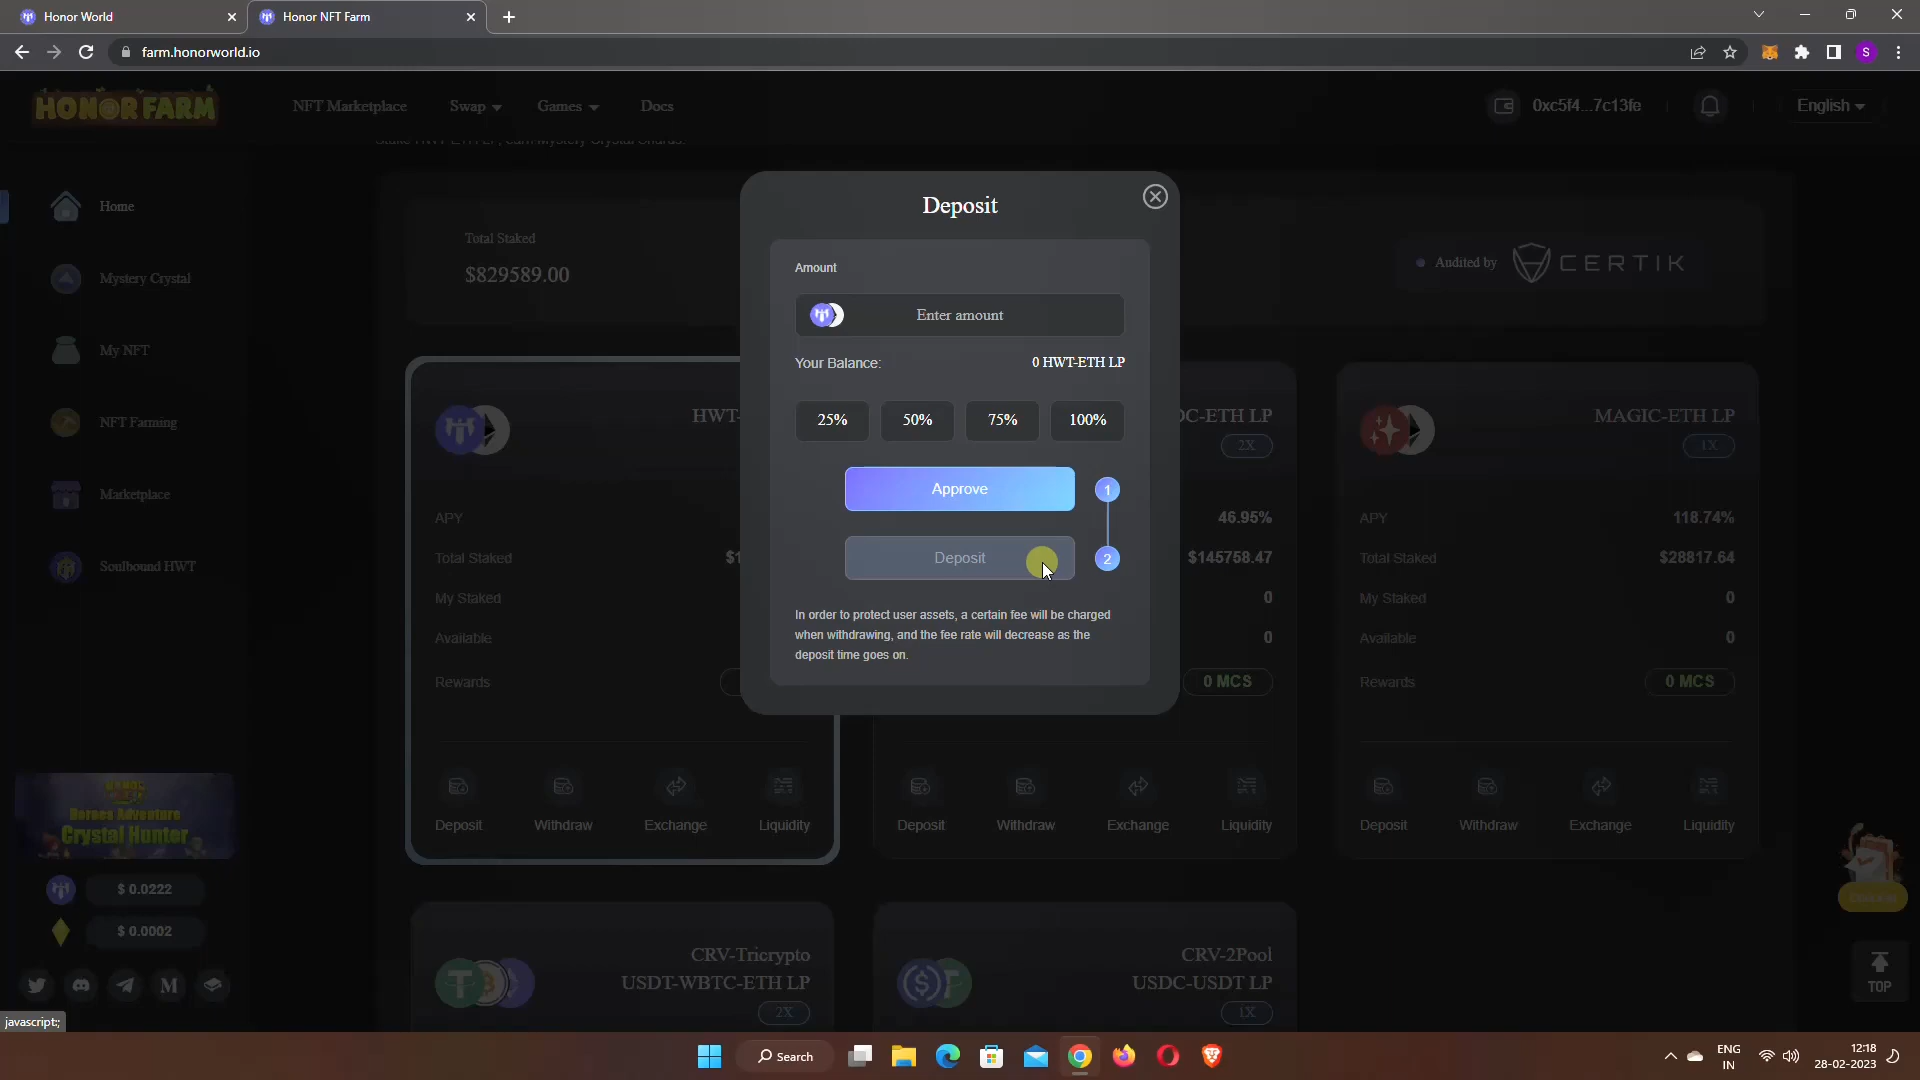 Honor World
Honor NFT Farm
farm.honorworld.io
S
HONOR FARM
NFT Marketplace
Swap
Games
Docs
0xc5f4...7c13fe
English
Home
Mystery Crystal
My NFT
NFT Farming
Marketplace
Soulbound HWT
Heroes Adventure
Crystal Hunter
$ 0.0222
$ 0.0002
javascript:;
Total Staked
$829589.00
Audited by
CERTIK
Deposit
Amount
Enter amount
Your Balance:
0 HWT-ETH LP
25%
50%
75%
100%
Approve
1
Deposit
2
In order to protect user assets, a certain fee will be charged
when withdrawing, and the fee rate will decrease as the
deposit time goes on.
HWT-
APY
Total Staked
$1
My Staked
Available
Rewards
Deposit
Withdraw
Exchange
Liquidity
DC-ETH LP
2X
46.95%
$145758.47
0
0
0 MCS
Deposit
Withdraw
Exchange
Liquidity
MAGIC-ETH LP
1X
APY
118.74%
Total Staked
$28817.64
My Staked
0
Available
0
Rewards
0 MCS
Deposit
Withdraw
Exchange
Liquidity
CRV-Tricrypto
USDT-WBTC-ETH LP
2X
CRV-2Pool
USDC-USDT LP
1X
TOP
Search
ENG
IN
12:18
28-02-2023